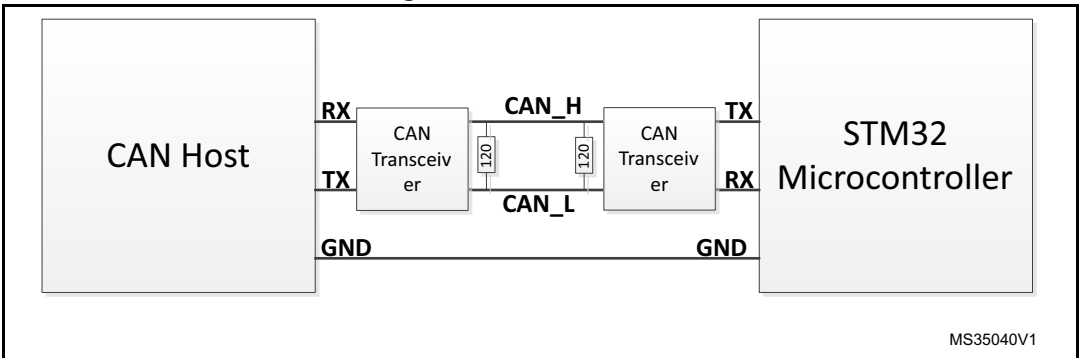 CAN Host
RX
TX
GND
CAN
Transceiv
er
CAN_H
120
120
CAN_L
CAN
Transceiv
er
TX
RX
GND
STM32
Microcontroller
MS35040V1